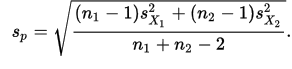 s_p = \sqrt{\frac{(n_1 - 1)s_{X_1}^2 + (n_2 - 1)s_{X_2}^2}{n_1 + n_2 - 2}}.